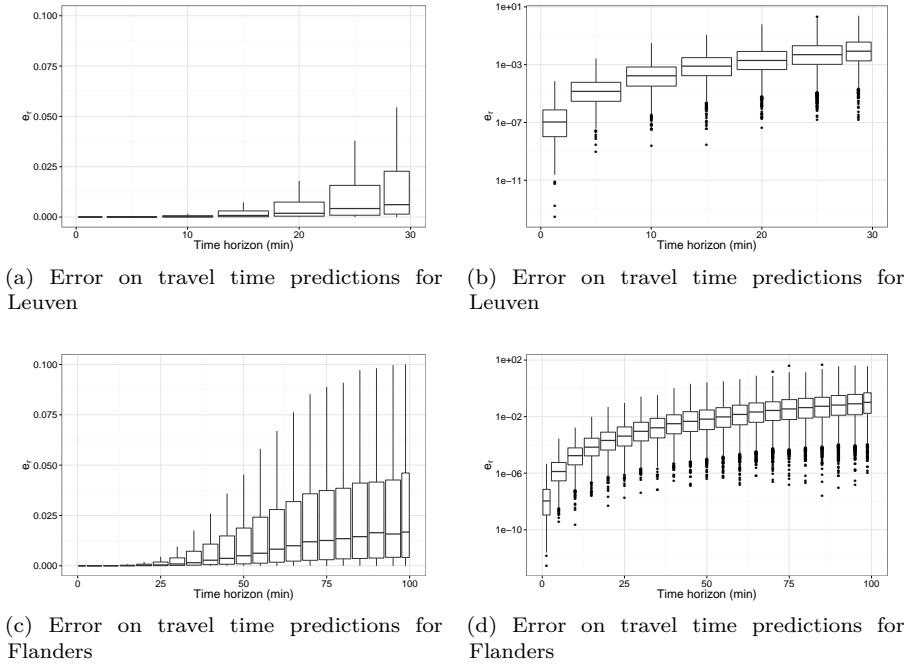 0.100
0.075
0.050
0.025
0.000
e_r
0 10 20 30
Time horizon (min)
1e+01
1e−03
1e−07
1e−11
e_r
0 10 20 30
Time horizon (min)
(a) Error on travel time predictions for
Leuven
(b) Error on travel time predictions for
Leuven
0.100
0.075
0.050
0.025
0.000
e_r
0 25 50 75 100
Time horizon (min)
1e+02
1e−02
1e−06
1e−10
e_r
0 25 50 75 100
Time horizon (min)
(c) Error on travel time predictions for
Flanders
(d) Error on travel time predictions for
Flanders